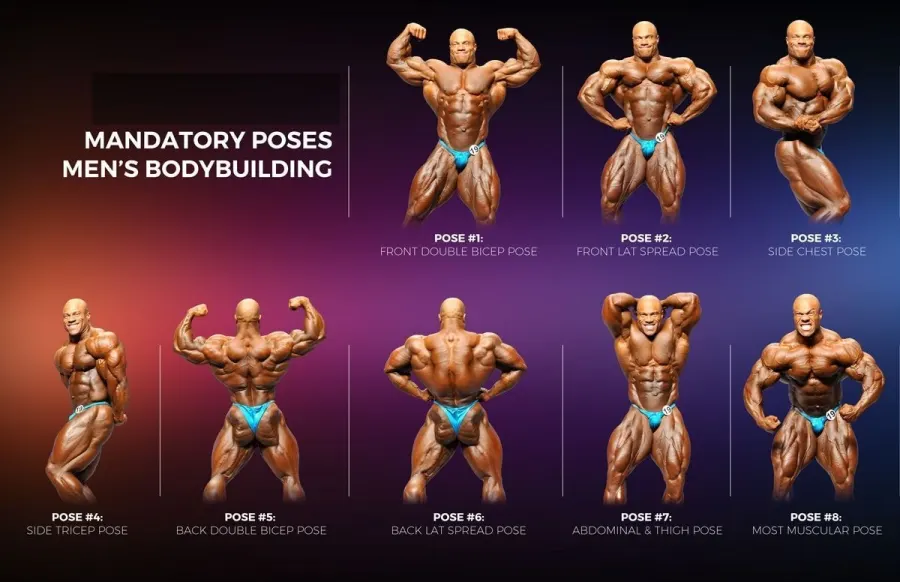 MANDATORY POSES
MEN’S BODYBUILDING
POSE #1:
FRONT DOUBLE BICEP POSE
POSE #2:
FRONT LAT SPREAD POSE
POSE #3:
SIDE CHEST POSE
POSE #4:
SIDE TRICEP POSE
POSE #5:
BACK DOUBLE BICEP POSE
POSE #6:
BACK LAT SPREAD POSE
POSE #7:
ABDOMINAL & THIGH POSE
POSE #8:
MOST MUSCULAR POSE